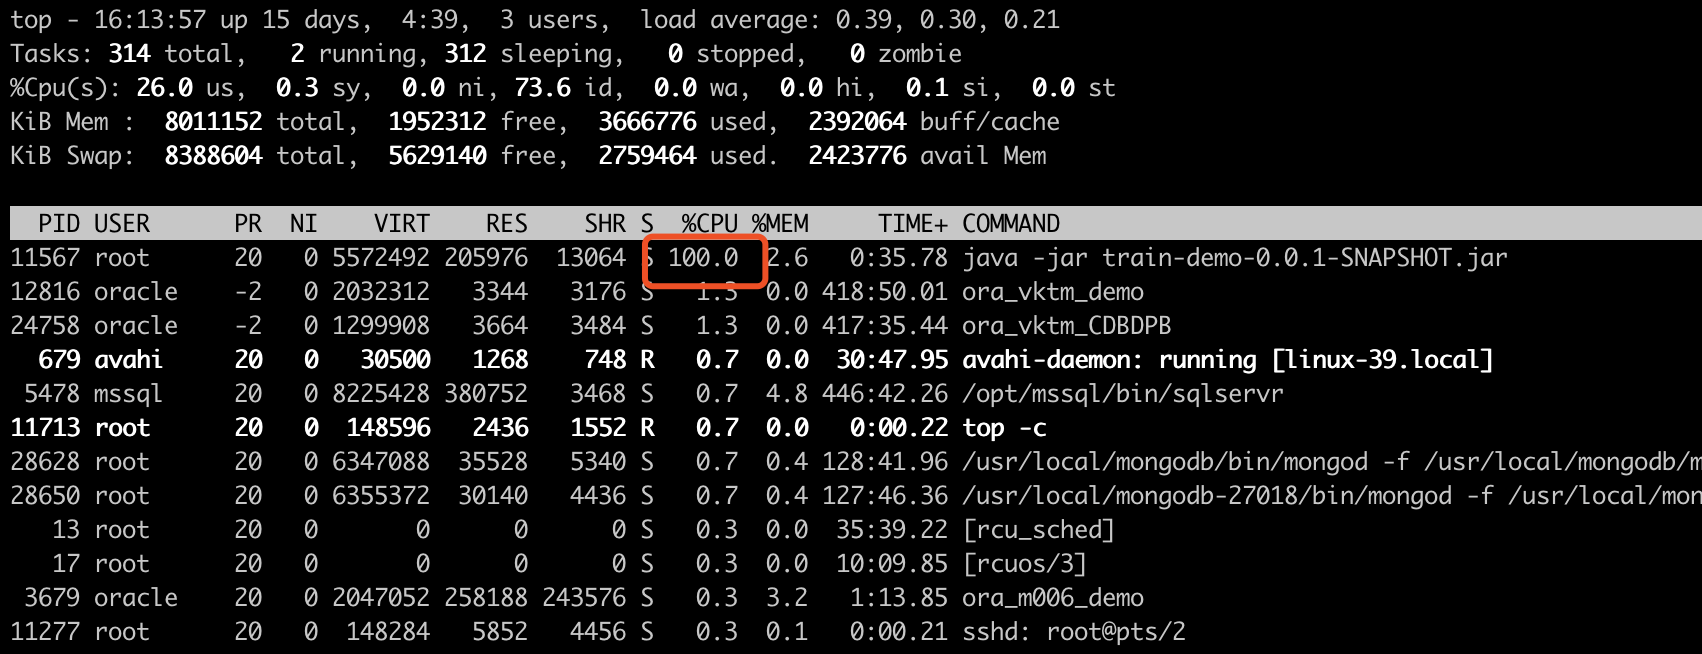 top - 16:13:57 up 15 days,  4:39,  3 users,  load average: 0.39, 0.30, 0.21
Tasks: 314 total,   2 running, 312 sleeping,   0 stopped,   0 zombie
%Cpu(s): 26.0 us,  0.3 sy,  0.0 ni, 73.6 id,  0.0 wa,  0.0 hi,  0.1 si,  0.0 st
KiB Mem :  8011152 total,  1952312 free,  3666776 used,  2392064 buff/cache
KiB Swap:  8388604 total,  5629140 free,  2759464 used.  2423776 avail Mem
  PID USER      PR  NI    VIRT    RES    SHR S  %CPU %MEM     TIME+ COMMAND
11567 root      20   0 5572492 205976  13064 S 100.0  2.6   0:35.78 java -jar train-demo-0.0.1-SNAPSHOT.jar
12816 oracle    -2   0 2032312   3344   3176 S   1.3  0.0 418:50.01 ora_vktm_demo
24758 oracle    -2   0 1299908   3664   3484 S   1.3  0.0 417:35.44 ora_vktm_CDBDPB
  679 avahi     20   0   30500   1268    748 R   0.7  0.0  30:47.95 avahi-daemon: running [linux-39.local]
 5478 mssql     20   0 8225428 380752   3468 S   0.7  4.8 446:42.26 /opt/mssql/bin/sqlservr
11713 root      20   0  148596   2436   1552 R   0.7  0.0   0:00.22 top -c
28628 root      20   0 6347088  35528   5340 S   0.7  0.4 128:41.96 /usr/local/mongodb/bin/mongod -f /usr/local/mongodb/m
28650 root      20   0 6355372  30140   4436 S   0.7  0.4 127:46.36 /usr/local/mongodb-27018/bin/mongod -f /usr/local/mon
   13 root      20   0       0      0      0 S   0.3  0.0  35:39.22 [rcu_sched]
   17 root      20   0       0      0      0 S   0.3  0.0  10:09.85 [rcuos/3]
 3679 oracle    20   0 2047052 258188 243576 S   0.3  3.2   1:13.85 ora_m006_demo
11277 root      20   0  148284   5852   4456 S   0.3  0.1   0:00.21 sshd: root@pts/2